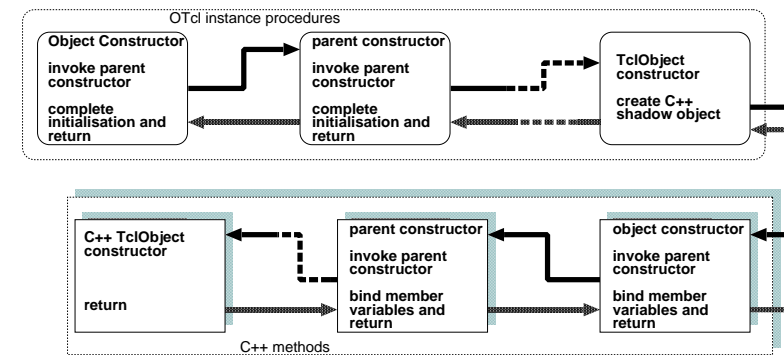 OTcl instance procedures
Object Constructor
invoke parent
constructor
complete
initialisation and
return
parent constructor
invoke parent
constructor
complete
initialisation and
return
TclObject
constructor
create C++
shadow object
C++ TclObject
constructor
return
parent constructor
invoke parent
constructor
bind member
variables and
return
object constructor
invoke parent
constructor
bind member
variables and
return
C++ methods